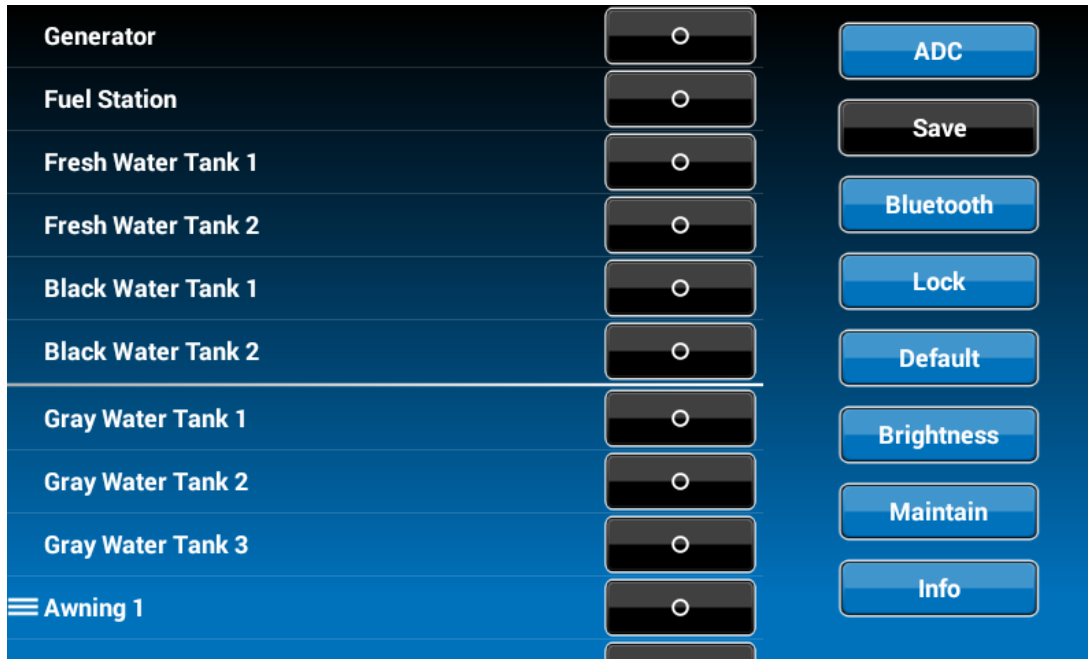 Generator
Fuel Station
Fresh Water Tank 1
Fresh Water Tank 2
Black Water Tank 1
Black Water Tank 2
Gray Water Tank 1
Gray Water Tank 2
Gray Water Tank 3
Awning 1
ADC
Save
Bluetooth
Lock
Default
Brightness
Maintain
Info